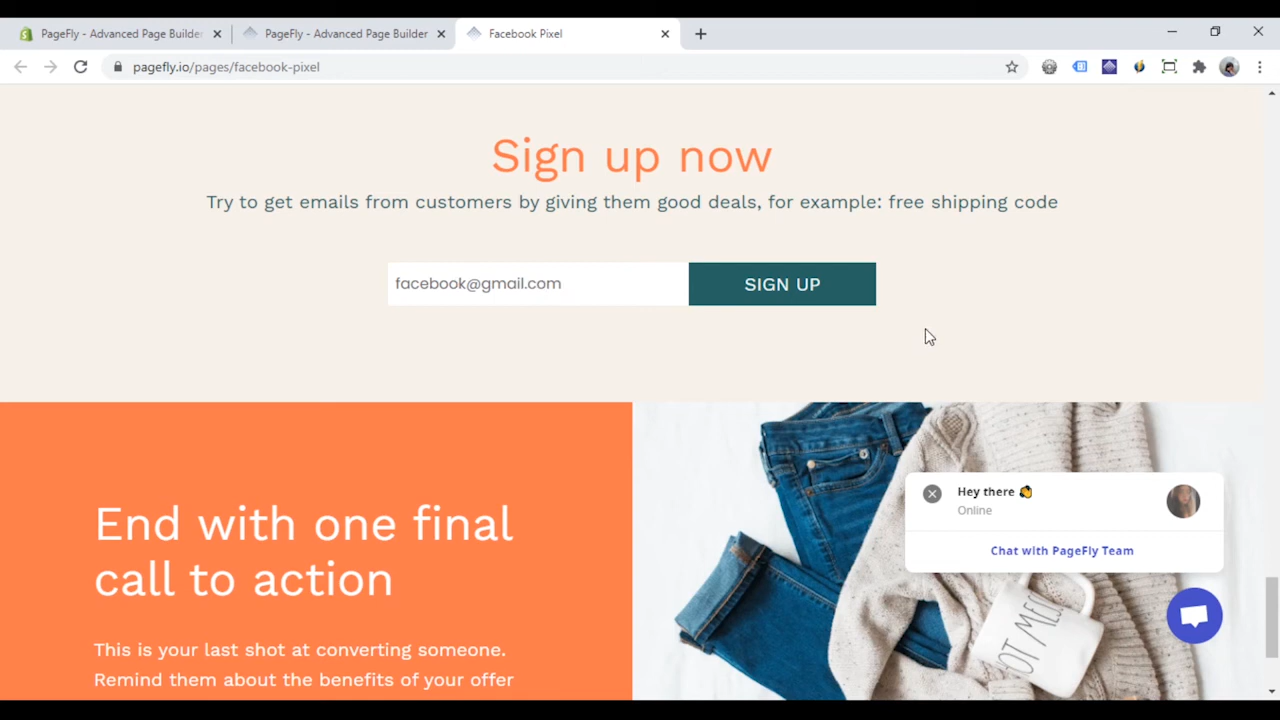 PageFly - Advanced Page Builder
PageFly - Advanced Page Builder
Facebook Pixel
pagefly.io/pages/facebook-pixel
Sign up now
Try to get emails from customers by giving them good deals, for example: free shipping code
facebook@gmail.com
SIGN UP
End with one final
call to action
This is your last shot at converting someone.
Remind them about the benefits of your offer
Hey there 👋
Online
Chat with PageFly Team